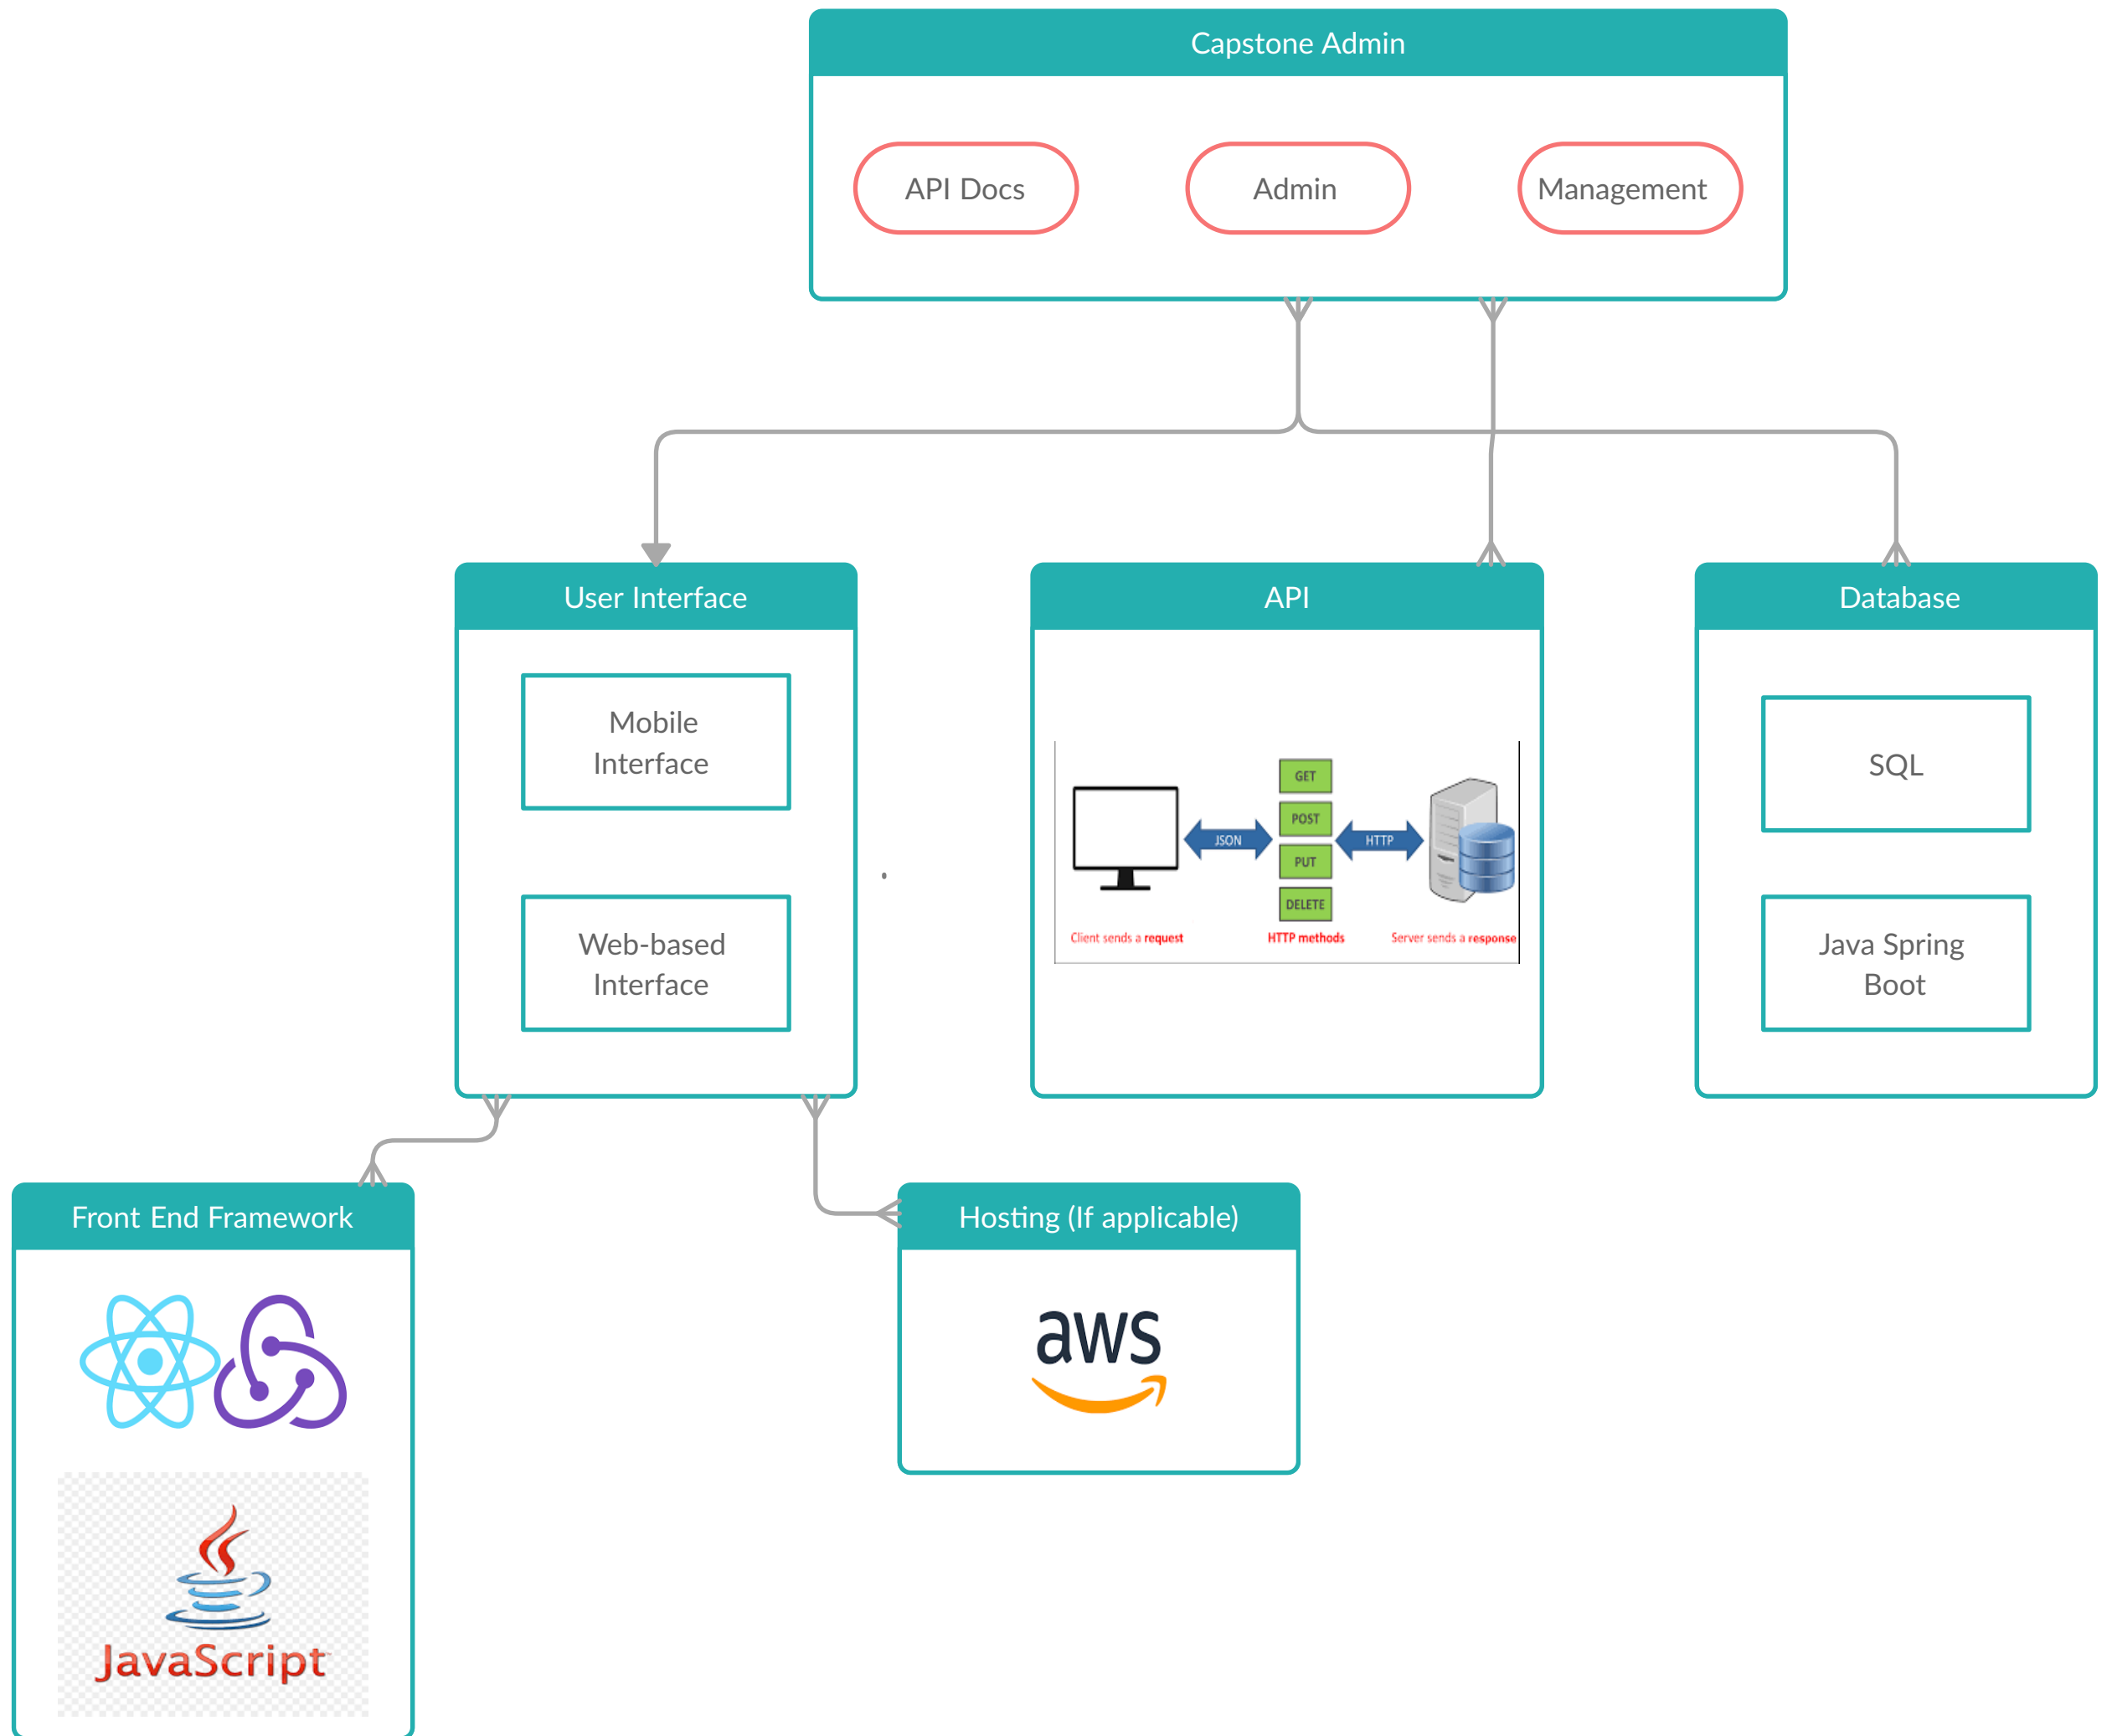 Capstone Admin
API Docs
Admin
Management
User Interface
API
Database
Mobile
Interface
Web-based
Interface
GET
POST
PUT
DELETE
JSON
HTTP
Client sends a request
HTTP methods
Server sends a response
SQL
Java Spring
Boot
Front End Framework
Hosting (If applicable)
aws
JavaScript